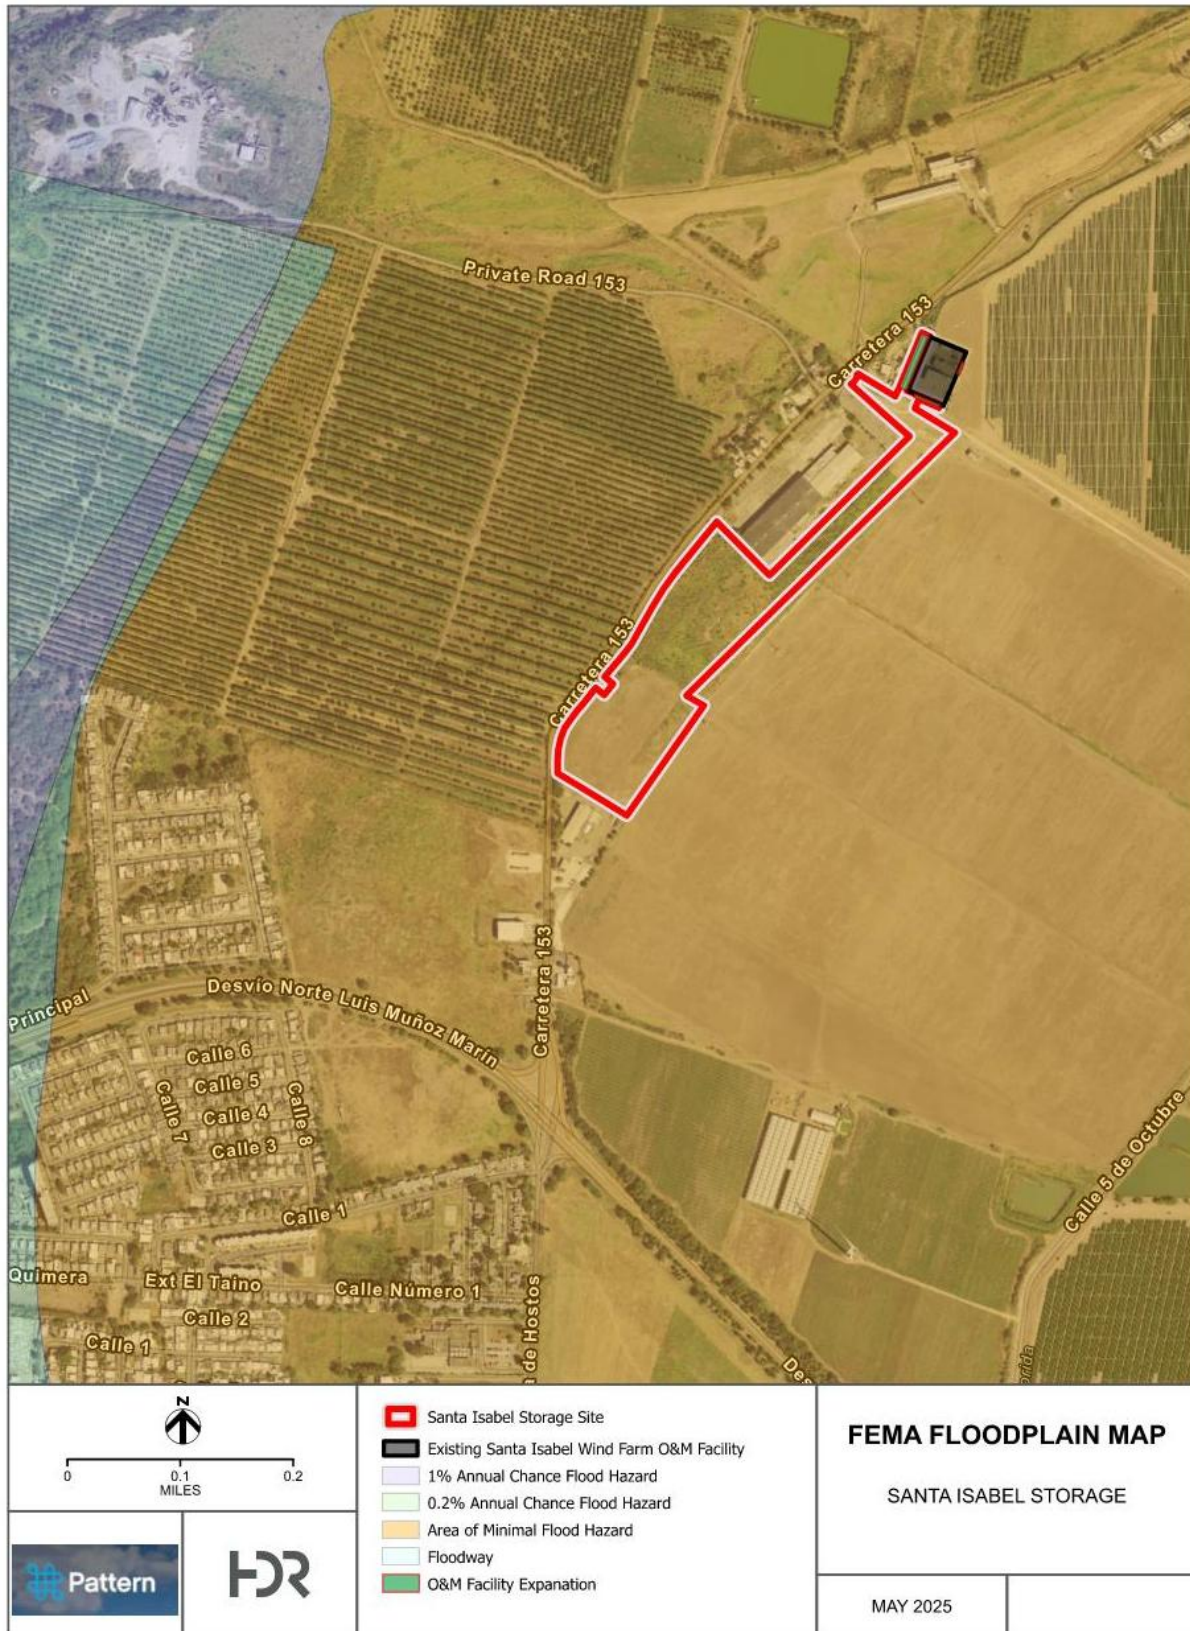 Private Road 153
Carretera 153
Carretera 153
Carretera 153
Desvío Norte Luis Muñoz Marín
Principal
Calle 6
Calle 5
Calle 4
Calle 3
Calle 7
Calle 8
Calle 1
Calle 5 de Octubre
Quimera
Ext El Taino
Calle Número 1
Calle 2
Calle 1
de Hostos
Des
orida
N
0 0.1 0.2
MILES
Pattern
HDR
Santa Isabel Storage Site
Existing Santa Isabel Wind Farm O&M Facility
1% Annual Chance Flood Hazard
0.2% Annual Chance Flood Hazard
Area of Minimal Flood Hazard
Floodway
O&M Facility Expanation
FEMA FLOODPLAIN MAP
SANTA ISABEL STORAGE
MAY 2025